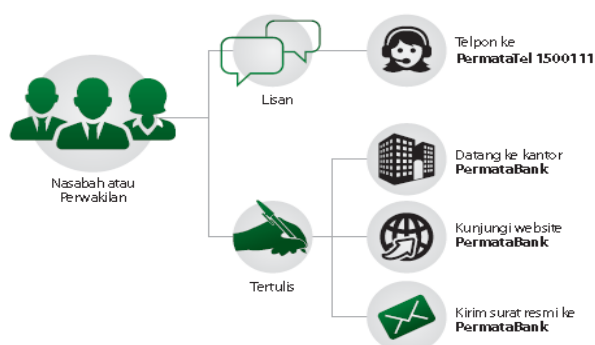 Nasabah atau
Perwakilan
Lisan
Telpon ke
PermataTel 1500111
Tertulis
Datang ke kantor
PermataBank
Kunjungi website
PermataBank
Kirim surat resmi ke
PermataBank